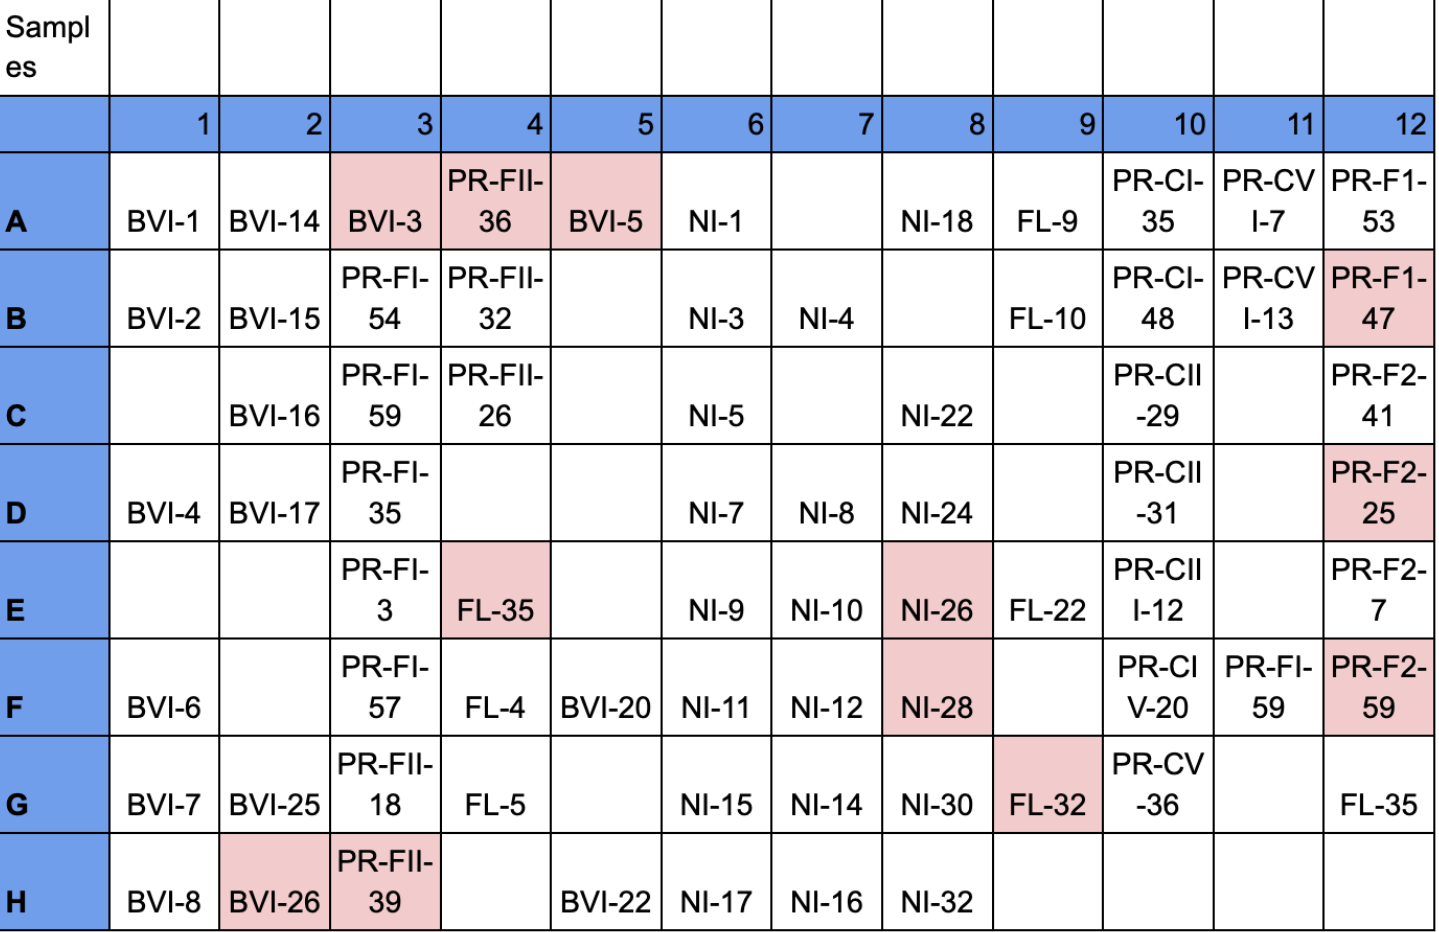 Sampl
es
1 2 3 4 5 6 7 8 9 10 11 12
PR-FII- PR-CI- PR-CV PR-F1-
A BVI-1 BVI-14 BVI-3 36 BVI-5 NI-1 NI-18 FL-9 35 I-7 53
PR-FI- PR-FII- PR-CI- PR-CV PR-F1-
B BVI-2 BVI-15 54 32 NI-3 NI-4 FL-10 48 I-13 47
PR-FI- PR-FII- PR-CII PR-F2-
C BVI-16 59 26 NI-5 NI-22 -29 41
PR-FI- PR-CII PR-F2-
D BVI-4 BVI-17 35 NI-7 NI-8 NI-24 -31 25
PR-FI- PR-CII PR-F2-
E 3 FL-35 NI-9 NI-10 NI-26 FL-22 I-12 7
PR-FI- PR-CI PR-FI- PR-F2-
F BVI-6 57 FL-4 BVI-20 NI-11 NI-12 NI-28 V-20 59 59
PR-FII- PR-CV
G BVI-7 BVI-25 18 FL-5 NI-15 NI-14 NI-30 FL-32 -36 FL-35
PR-FII-
H BVI-8 BVI-26 39 BVI-22 NI-17 NI-16 NI-32